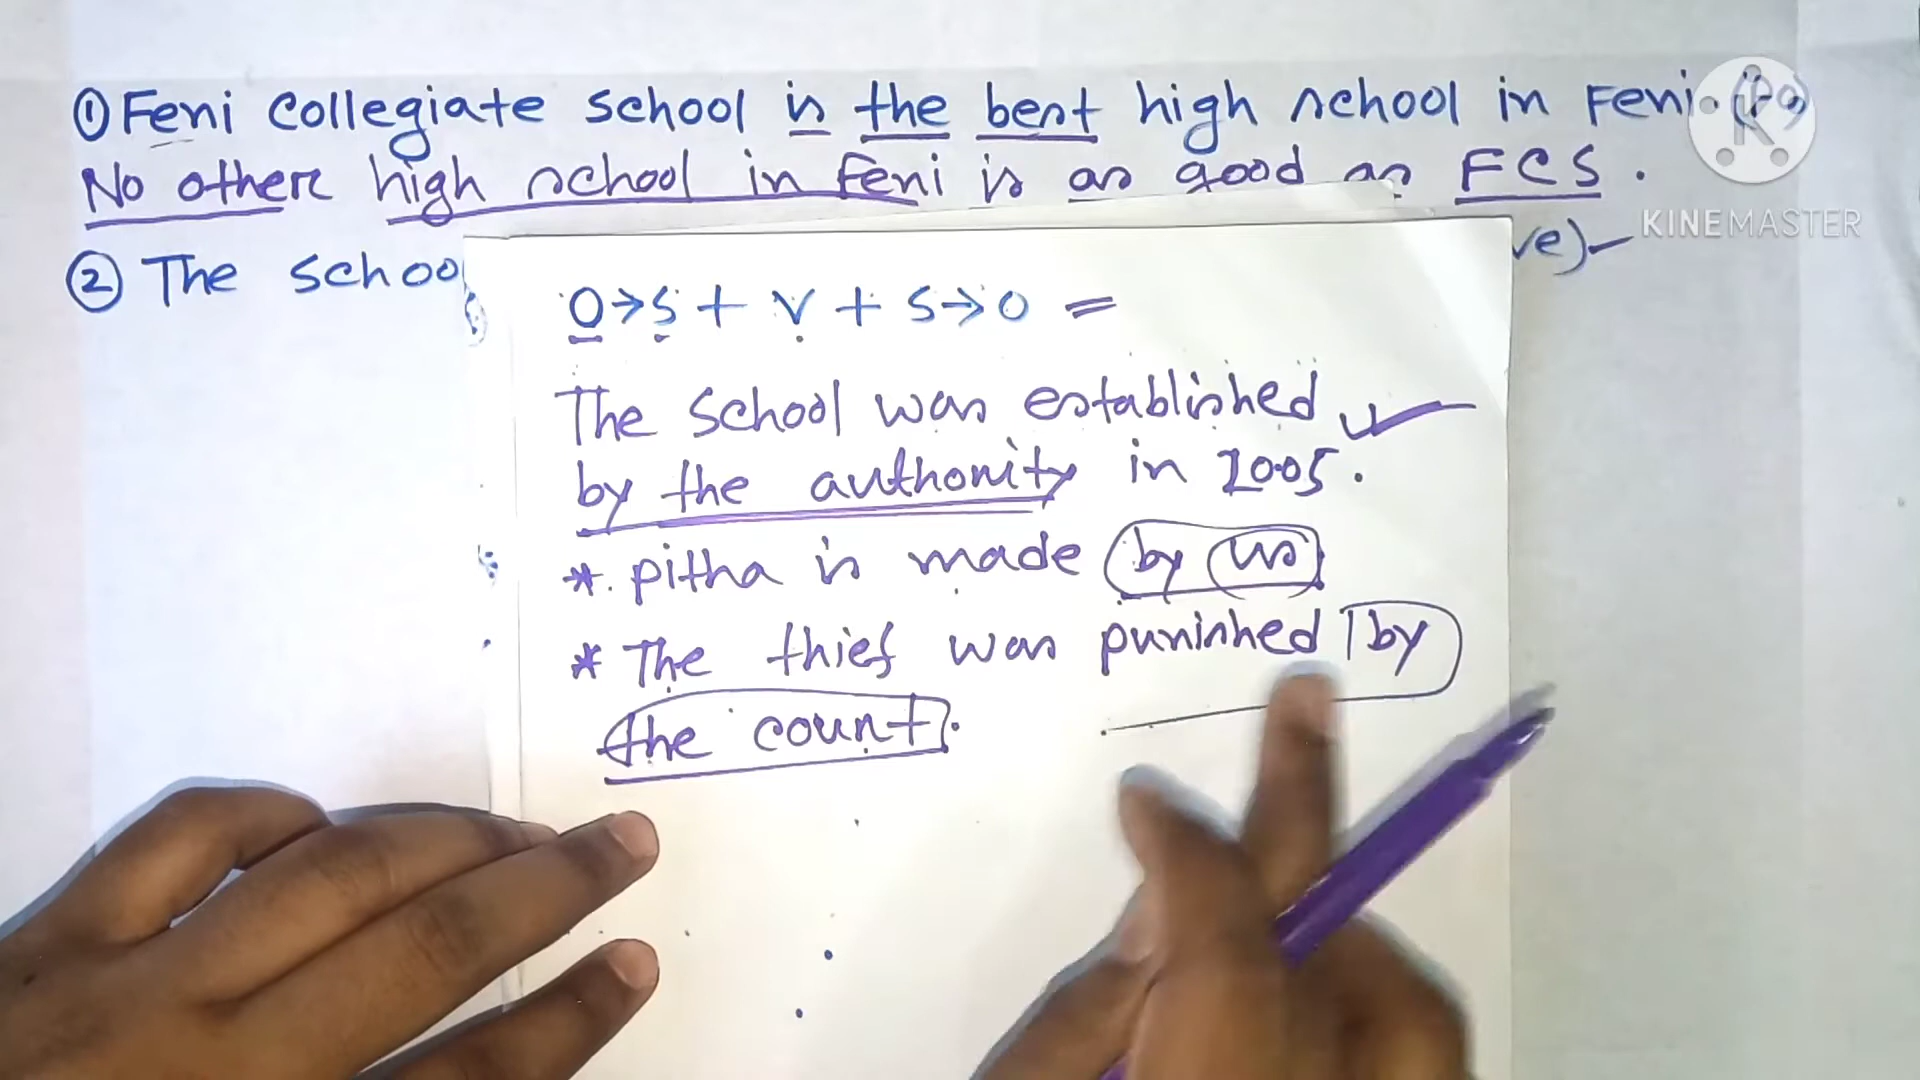 ① Feni collegiate school is the best high school in Feni. (Po)
No other high school in Feni is as good as FCS.
② The school
ve)
O→S + V + S→O =
The school was established
by the authority in 2005.
* pitha is made by us
* The thief was punished by
the court.
KINEMASTER